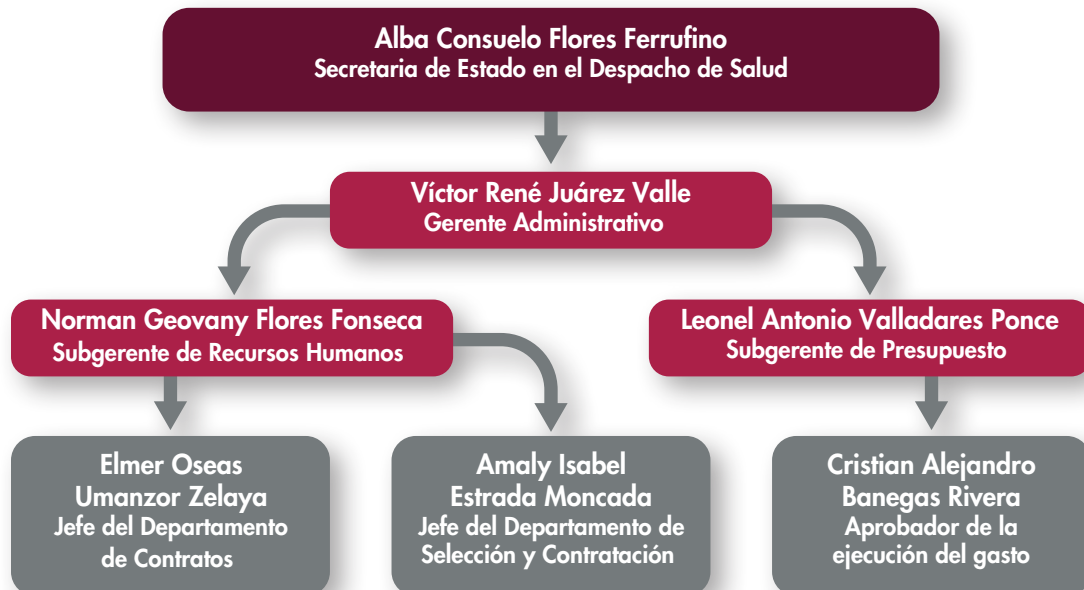 Alba Consuelo Flores Ferrufino
Secretaria de Estado en el Despacho de Salud
Víctor René Juárez Valle
Gerente Administrativo
Norman Geovany Flores Fonseca
Subgerente de Recursos Humanos
Leonel Antonio Valladares Ponce
Subgerente de Presupuesto
Elmer Oseas
Umanzor Zelaya
Jefe del Departamento
de Contratos
Amaly Isabel
Estrada Moncada
Jefe del Departamento de
Selección y Contratación
Cristian Alejandro
Banegas Rivera
Aprobador de la
ejecución del gasto